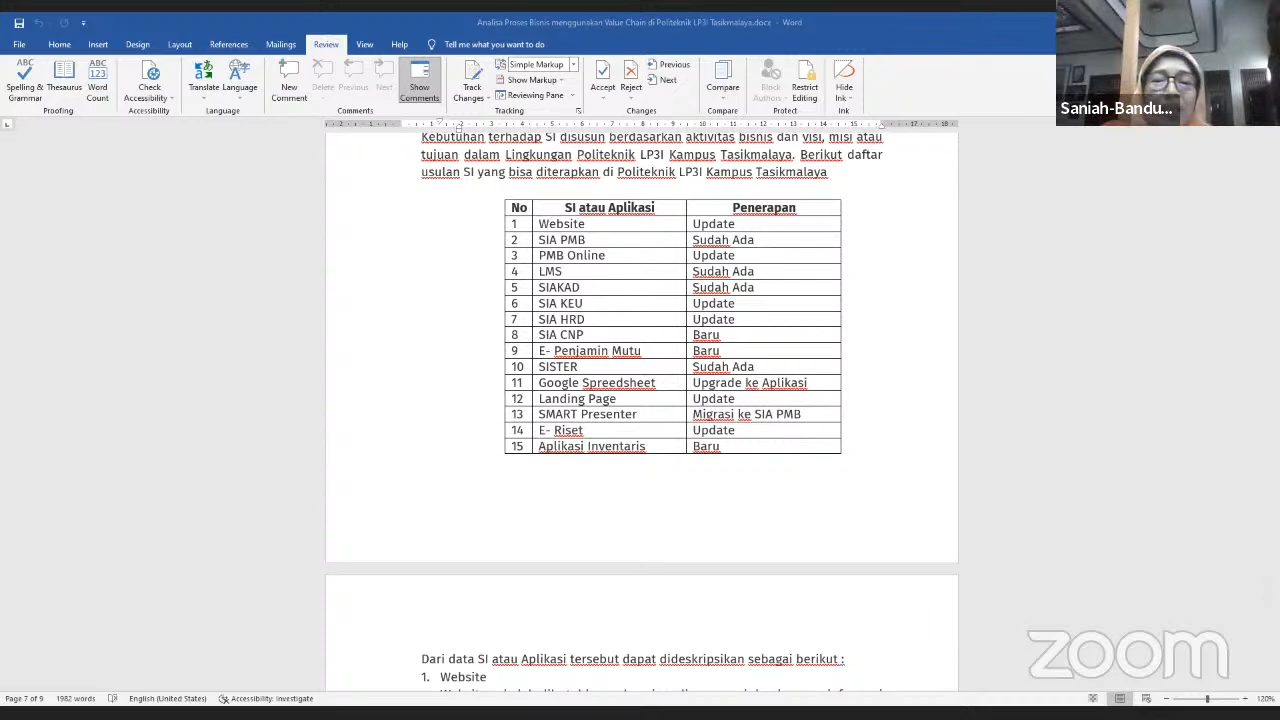 Analisa Proses Bisnis menggunakan Value Chain di Politeknik LP3I Tasikmalaya.docx - Word
File Home Insert Design Layout References Mailings Review View Help Tell me what you want to do
Spelling & Grammar
Thesaurus
Word Count
Proofing
Check Accessibility
Accessibility
Translate
Language
Language
New Comment
Delete
Previous
Next
Show Comments
Comments
Track Changes
Simple Markup
Show Markup
Reviewing Pane
Tracking
Accept
Reject
Previous
Next
Changes
Compare
Compare
Block Authors
Restrict Editing
Protect
Hide Ink
Ink
Saniah-Bandu...
Kebutuhan terhadap SI disusun berdasarkan aktivitas bisnis dan visi, misi atau
tujuan dalam Lingkungan Politeknik LP3I Kampus Tasikmalaya. Berikut daftar
usulan SI yang bisa diterapkan di Politeknik LP3I Kampus Tasikmalaya
No SI atau Aplikasi Penerapan
1 Website Update
2 SIA PMB Sudah Ada
3 PMB Online Update
4 LMS Sudah Ada
5 SIAKAD Sudah Ada
6 SIA KEU Update
7 SIA HRD Update
8 SIA CNP Baru
9 E- Penjamin Mutu Baru
10 SISTER Sudah Ada
11 Google Spreedsheet Upgrade ke Aplikasi
12 Landing Page Update
13 SMART Presenter Migrasi ke SIA PMB
14 E- Riset Update
15 Aplikasi Inventaris Baru
Dari data SI atau Aplikasi tersebut dapat dideskripsikan sebagai berikut :
1. Website
zoom
Page 7 of 9 1982 words English (United States) Accessibility: Investigate 120%